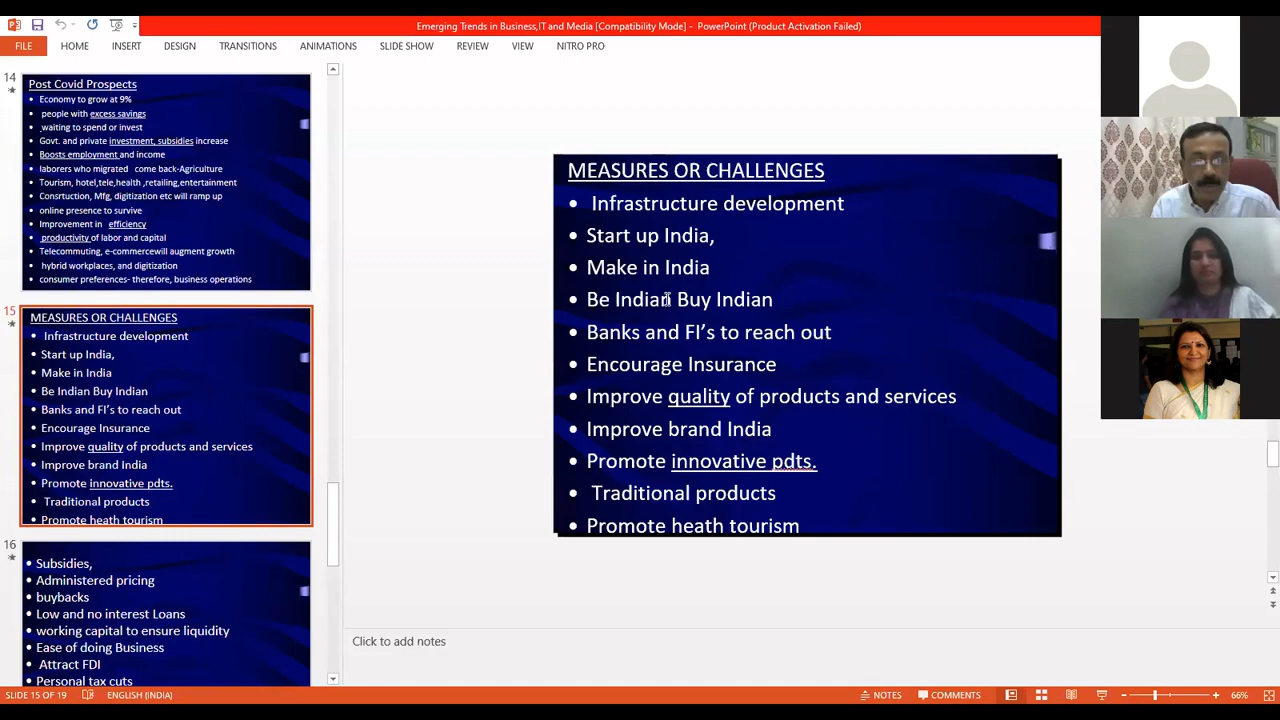 Emerging Trends in Business,IT and Media [Compatibility Mode] - PowerPoint (Product Activation Failed)
FILE HOME INSERT DESIGN TRANSITIONS ANIMATIONS SLIDE SHOW REVIEW VIEW NITRO PRO
14
Post Covid Prospects
• Economy to grow at 9%
• people with excess savings
• waiting to spend or invest
• Govt. and private investment, subsidies increase
• Boosts employment and income
• laborers who migrated come back-Agriculture
• Tourism, hotel,tele,health ,retailing,entertainment
• Consrtuction, Mfg, digitization etc will ramp up
• online presence to survive
• Improvement in efficiency
• productivity of labor and capital
• Telecommuting, e-commercewill augment growth
• hybrid workplaces, and digitization
• consumer preferences- therefore, business operations
15
MEASURES OR CHALLENGES
• Infrastructure development
• Start up India,
• Make in India
• Be Indian Buy Indian
• Banks and FI's to reach out
• Encourage Insurance
• Improve quality of products and services
• Improve brand India
• Promote innovative pdts.
• Traditional products
• Promote heath tourism
16
• Subsidies,
• Administered pricing
• buybacks
• Low and no interest Loans
• working capital to ensure liquidity
• Ease of doing Business
• Attract FDI
• Personal tax cuts
MEASURES OR CHALLENGES
• Infrastructure development
• Start up India,
• Make in India
• Be Indian Buy Indian
• Banks and FI's to reach out
• Encourage Insurance
• Improve quality of products and services
• Improve brand India
• Promote innovative pdts.
• Traditional products
• Promote heath tourism
Click to add notes
SLIDE 15 OF 19 ENGLISH (INDIA) NOTES COMMENTS 66%